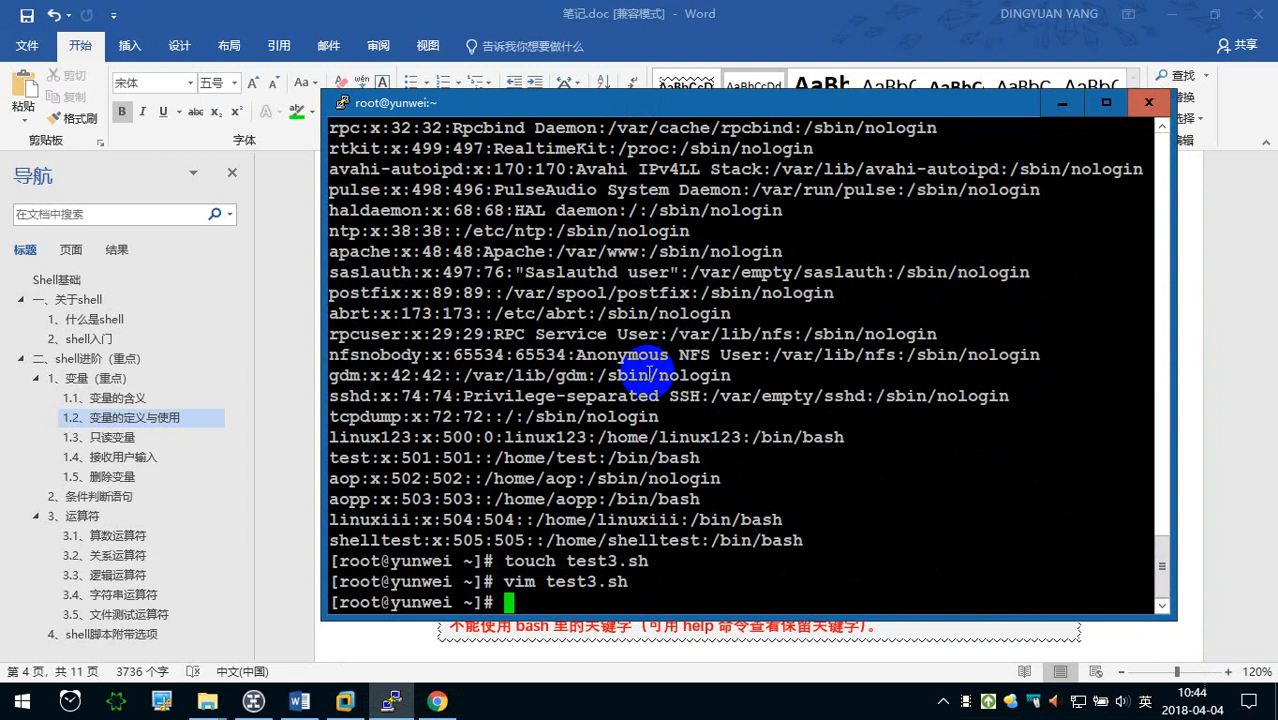 笔记.doc [兼容模式] - Word
DINGYUAN YANG
文件 开始 插入 设计 布局 引用 邮件 审阅 视图 告诉我你想要做什么 共享
粘贴
剪切
复制
格式刷
宋体 五号
剪贴板 字体
查找
替换
选择
导航
在文档中搜索
标题 页面 结果
Shell基础
一、关于shell
1、什么是shell
2、shell入门
二、shell进阶（重点）
1、变量（重点）
1.1、变量的含义
1.2、变量的定义与使用
1.3、只读变量
1.4、接收用户输入
1.5、删除变量
2、条件判断语句
3、运算符
3.1、算数运算符
3.2、关系运算符
3.3、逻辑运算符
3.4、字符串运算符
3.5、文件测试运算符
4、shell脚本附带选项
root@yunwei:~
rpc:x:32:32:Rpcbind Daemon:/var/cache/rpcbind:/sbin/nologin
rtkit:x:499:497:RealtimeKit:/proc:/sbin/nologin
avahi-autoipd:x:170:170:Avahi IPv4LL Stack:/var/lib/avahi-autoipd:/sbin/nologin
pulse:x:498:496:PulseAudio System Daemon:/var/run/pulse:/sbin/nologin
haldaemon:x:68:68:HAL daemon:/:/sbin/nologin
ntp:x:38:38::/etc/ntp:/sbin/nologin
apache:x:48:48:Apache:/var/www:/sbin/nologin
saslauth:x:497:76:"Saslauthd user":/var/empty/saslauth:/sbin/nologin
postfix:x:89:89::/var/spool/postfix:/sbin/nologin
abrt:x:173:173::/etc/abrt:/sbin/nologin
rpcuser:x:29:29:RPC Service User:/var/lib/nfs:/sbin/nologin
nfsnobody:x:65534:65534:Anonymous NFS User:/var/lib/nfs:/sbin/nologin
gdm:x:42:42::/var/lib/gdm:/sbin/nologin
sshd:x:74:74:Privilege-separated SSH:/var/empty/sshd:/sbin/nologin
tcpdump:x:72:72::/:/sbin/nologin
linux123:x:500:0:linux123:/home/linux123:/bin/bash
test:x:501:501::/home/test:/bin/bash
aop:x:502:502::/home/aop:/sbin/nologin
aopp:x:503:503::/home/aopp:/bin/bash
linuxiii:x:504:504::/home/linuxiii:/bin/bash
shelltest:x:505:505::/home/shelltest:/bin/bash
[root@yunwei ~]# touch test3.sh
[root@yunwei ~]# vim test3.sh
[root@yunwei ~]#
不能使用 bash 里的关键字（可用 help 命令查看保留关键字）。
第 4 页，共 11 页 3736 个字 中文(中国) 120%
英
10:44
2018-04-04